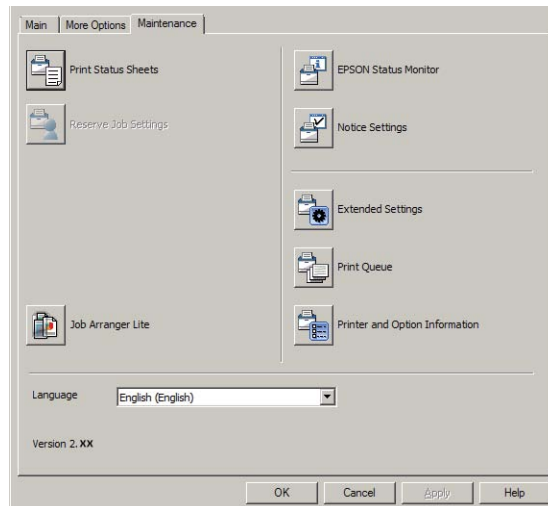 Main More Options Maintenance
Print Status Sheets
EPSON Status Monitor
Reserve Job Settings
Notice Settings
Extended Settings
Print Queue
Job Arranger Lite
Printer and Option Information
Language English (English)
Version 2.XX
OK Cancel Apply Help